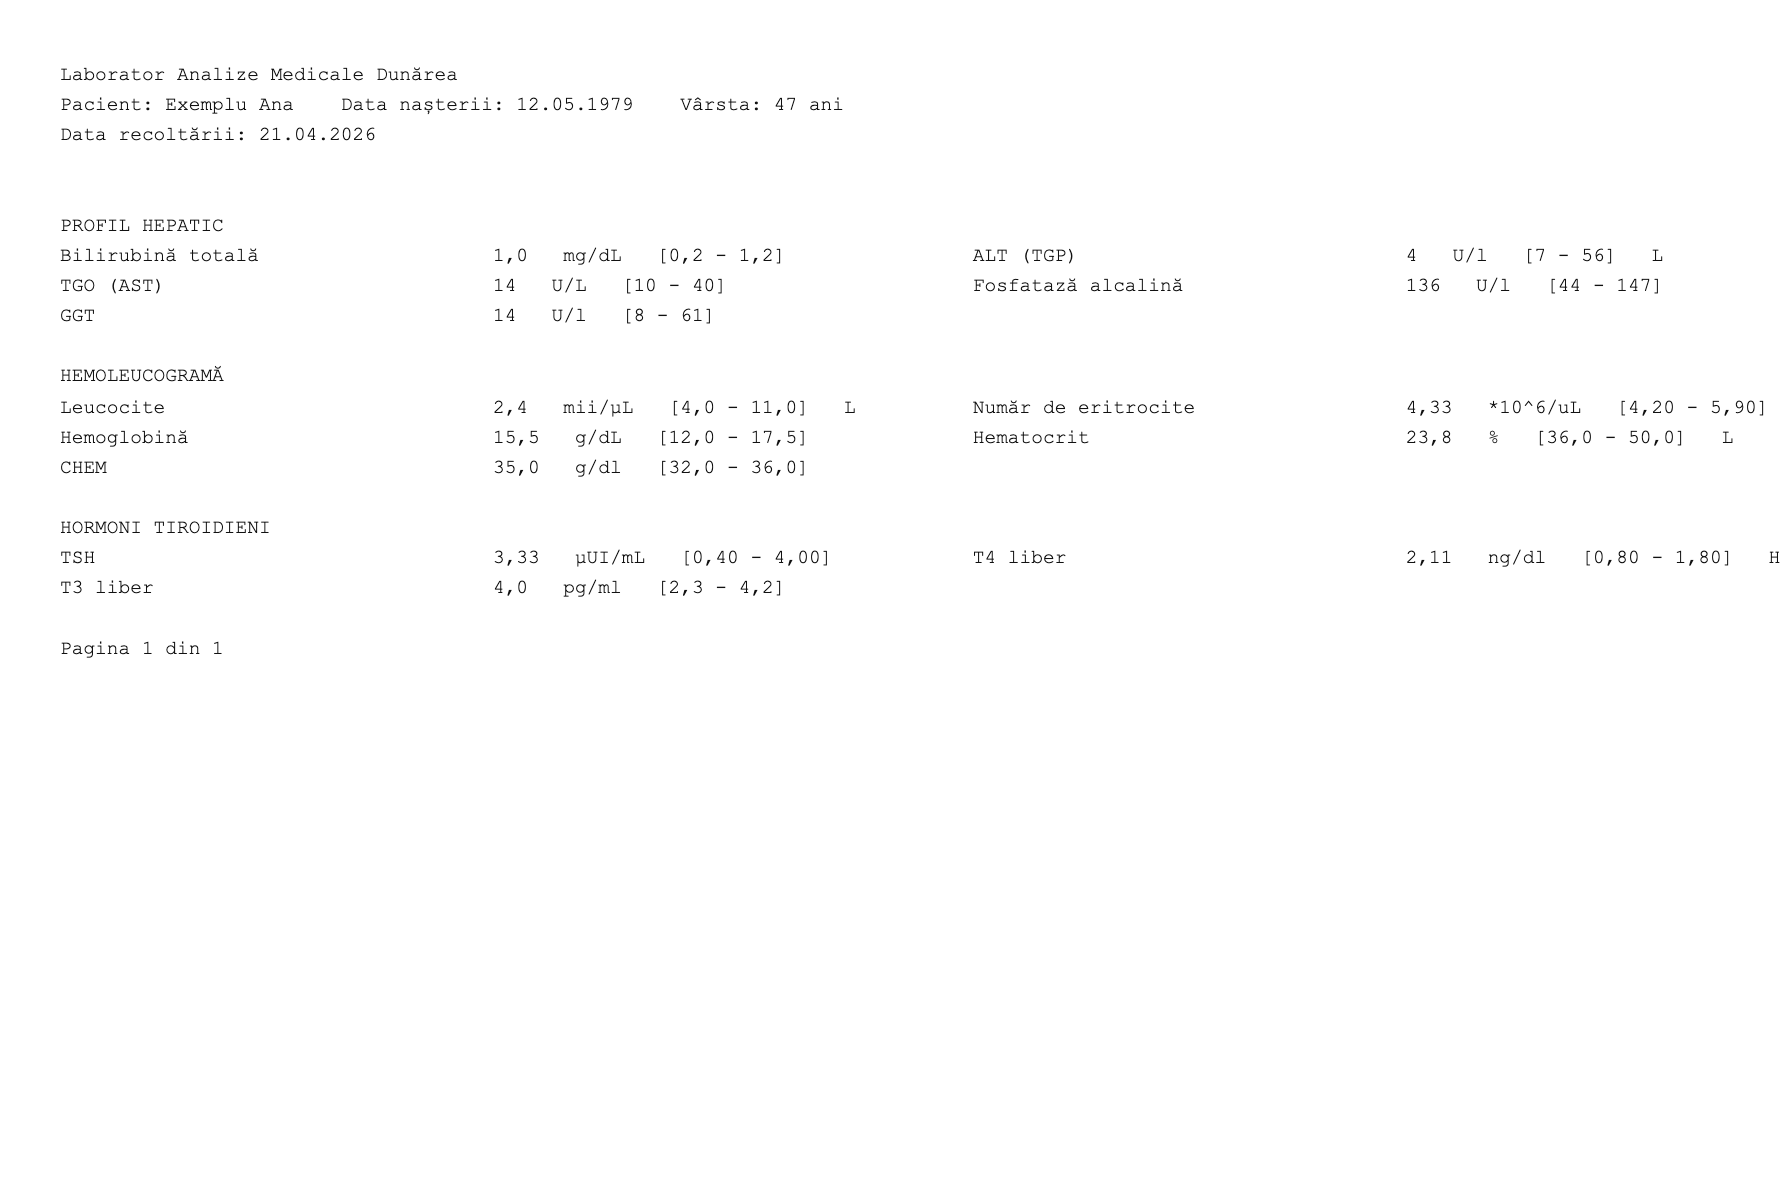 Laborator Analize Medicale Dunărea
Pacient: Exemplu Ana    Data nașterii: 12.05.1979    Vârsta: 47 ani
Data recoltării: 21.04.2026
PROFIL HEPATIC
Bilirubină totală    1,0   mg/dL   [0,2 - 1,2]    ALT (TGP)    4   U/l   [7 - 56]   L
TGO (AST)    14   U/L   [10 - 40]    Fosfatază alcalină    136   U/l   [44 - 147]
GGT    14   U/l   [8 - 61]
HEMOLEUCOGRAMĂ
Leucocite    2,4   mii/µL   [4,0 - 11,0]   L    Număr de eritrocite    4,33   *10^6/uL   [4,20 - 5,90]
Hemoglobină    15,5   g/dL   [12,0 - 17,5]    Hematocrit    23,8   %   [36,0 - 50,0]   L
CHEM    35,0   g/dl   [32,0 - 36,0]
HORMONI TIROIDIENI
TSH    3,33   µUI/mL   [0,40 - 4,00]    T4 liber    2,11   ng/dl   [0,80 - 1,80]   H
T3 liber    4,0   pg/ml   [2,3 - 4,2]
Pagina 1 din 1